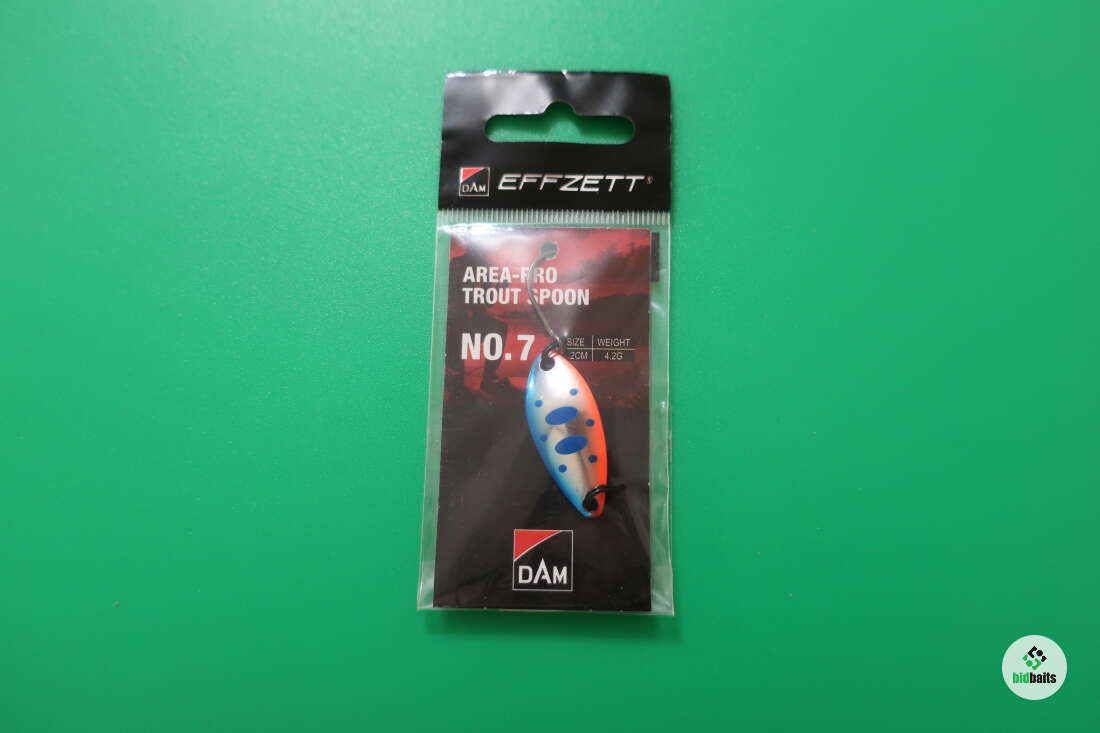 DAM EFFZETT®
AREA-PRO
TROUT SPOON
NO.7
SIZE WEIGHT
2CM 4.2G
DAM
bidbaits